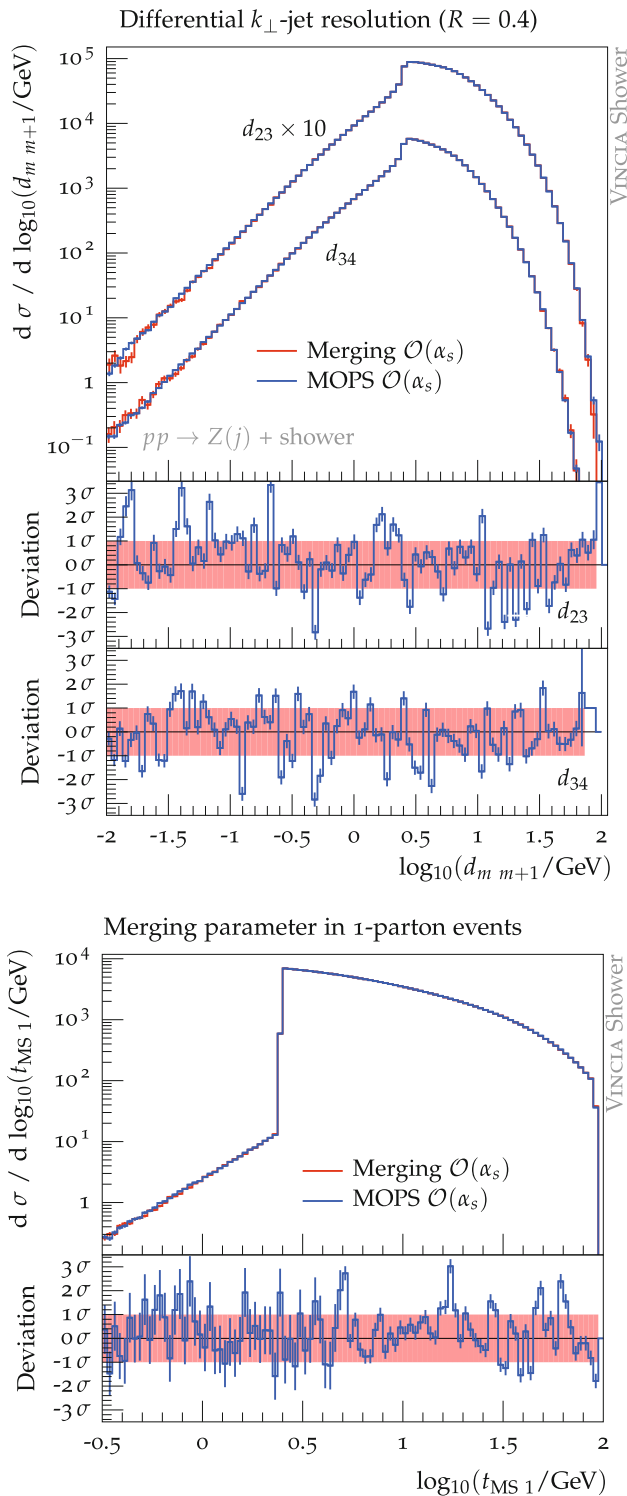 Differential k⊥-jet resolution (R = 0.4)
d σ / d log10(dm m+1/GeV)
10^5
10^4
10^3
10^2
10^1
1
10^−1
d23 × 10
d34
Merging O(αs)
MOPS O(αs)
pp → Z(j) + shower
VINCIA Shower
Deviation
3σ
2σ
1σ
0σ
-1σ
-2σ
-3σ
d23
Deviation
3σ
2σ
1σ
0σ
-1σ
-2σ
-3σ
d34
-2 -1.5 -1 -0.5 0 0.5 1 1.5 2
log10(dm m+1/GeV)
Merging parameter in 1-parton events
d σ / d log10(tMS 1/GeV)
10^4
10^3
10^2
10^1
1
Merging O(αs)
MOPS O(αs)
VINCIA Shower
Deviation
3σ
2σ
1σ
0σ
-1σ
-2σ
-3σ
-0.5 0 0.5 1 1.5 2
log10(tMS 1/GeV)